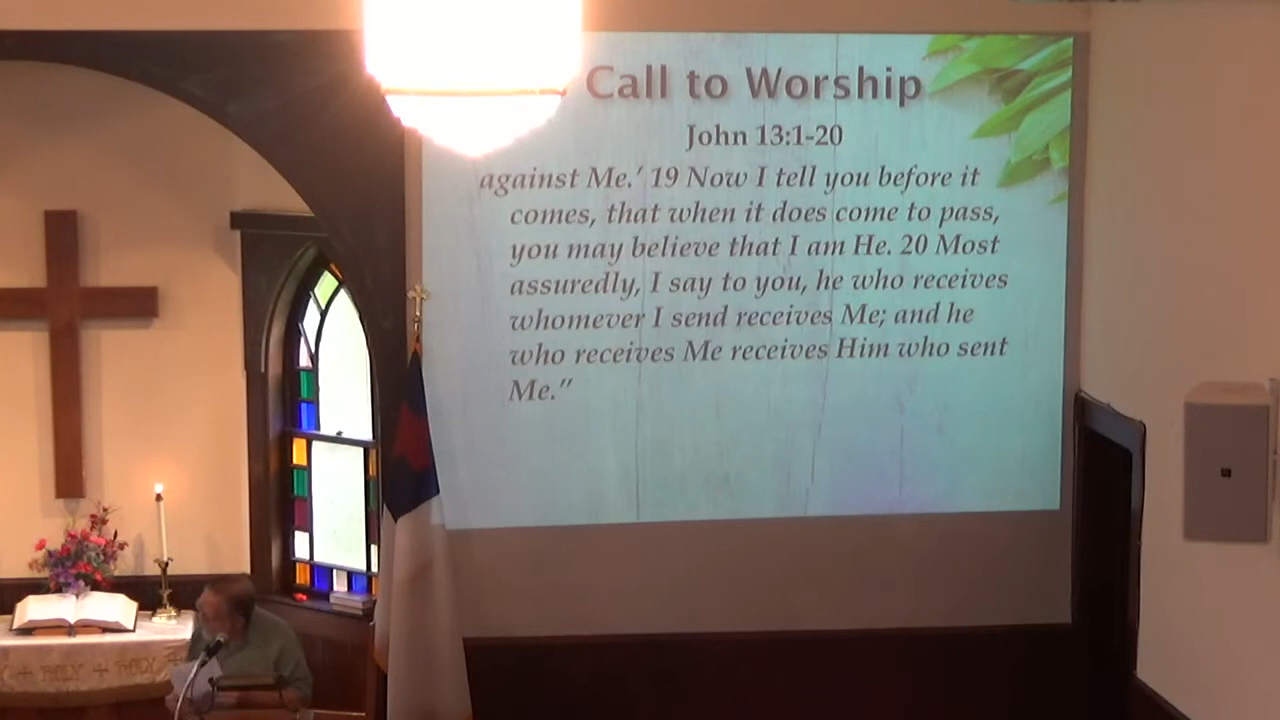 Call to Worship
John 13:1-20
against Me.' 19 Now I tell you before it
comes, that when it does come to pass,
you may believe that I am He. 20 Most
assuredly, I say to you, he who receives
whomever I send receives Me; and he
who receives Me receives Him who sent
Me."
HOLY HOLY